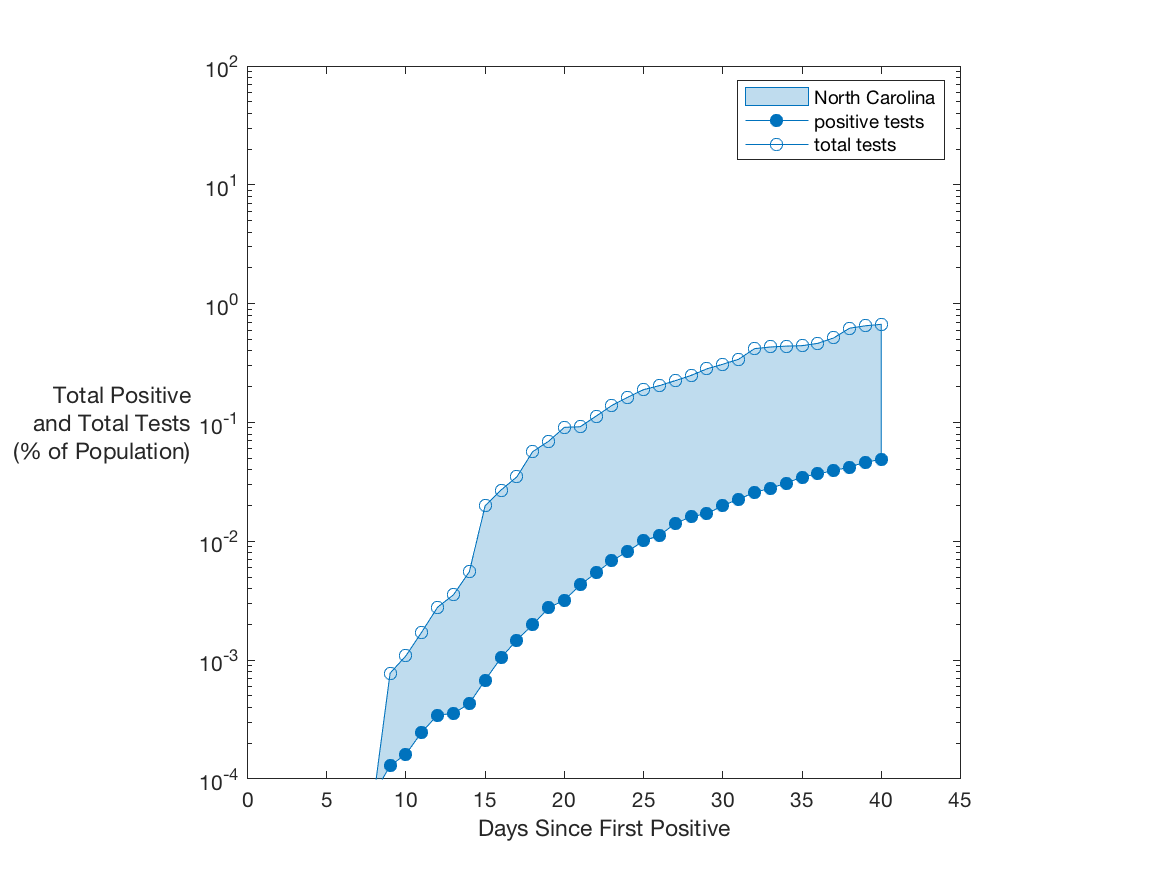 10^2
10^1
10^0
10^-1
10^-2
10^-3
10^-4
Total Positive
and Total Tests
(% of Population)
North Carolina
positive tests
total tests
0 5 10 15 20 25 30 35 40 45
Days Since First Positive